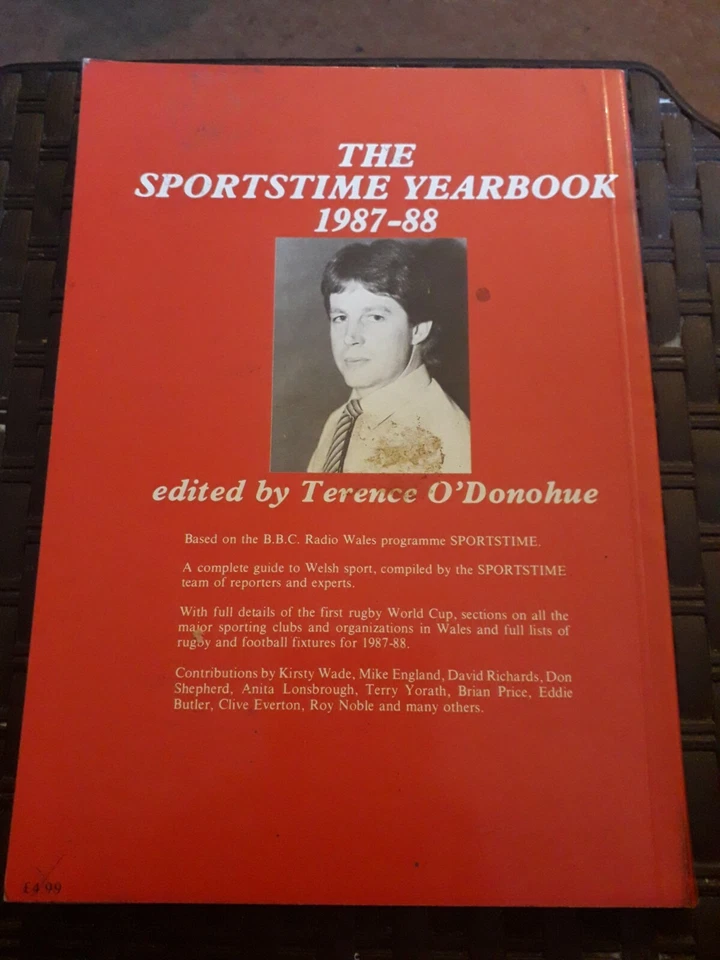 THE
SPORTSTIME YEARBOOK
1987-88
edited by Terence O'Donohue
Based on the B.B.C. Radio Wales programme SPORTSTIME.
A complete guide to Welsh sport, compiled by the SPORTSTIME
team of reporters and experts.
With full details of the first rugby World Cup, sections on all the
major sporting clubs and organizations in Wales and full lists of
rugby and football fixtures for 1987-88.
Contributions by Kirsty Wade, Mike England, David Richards, Don
Shepherd, Anita Lonsbrough, Terry Yorath, Brian Price, Eddie
Butler, Clive Everton, Roy Noble and many others.
£4.99